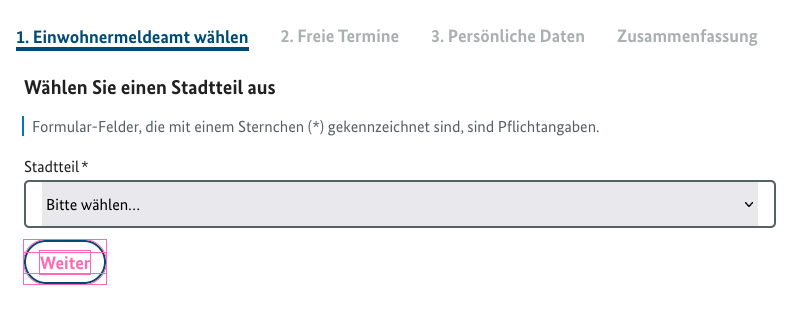 1. Einwohnermeldeamt wählen 2. Freie Termine 3. Persönliche Daten Zusammenfassung
Wählen Sie einen Stadtteil aus
Formular-Felder, die mit einem Sternchen (*) gekennzeichnet sind, sind Pflichtangaben.
Stadtteil*
Bitte wählen...
Weiter